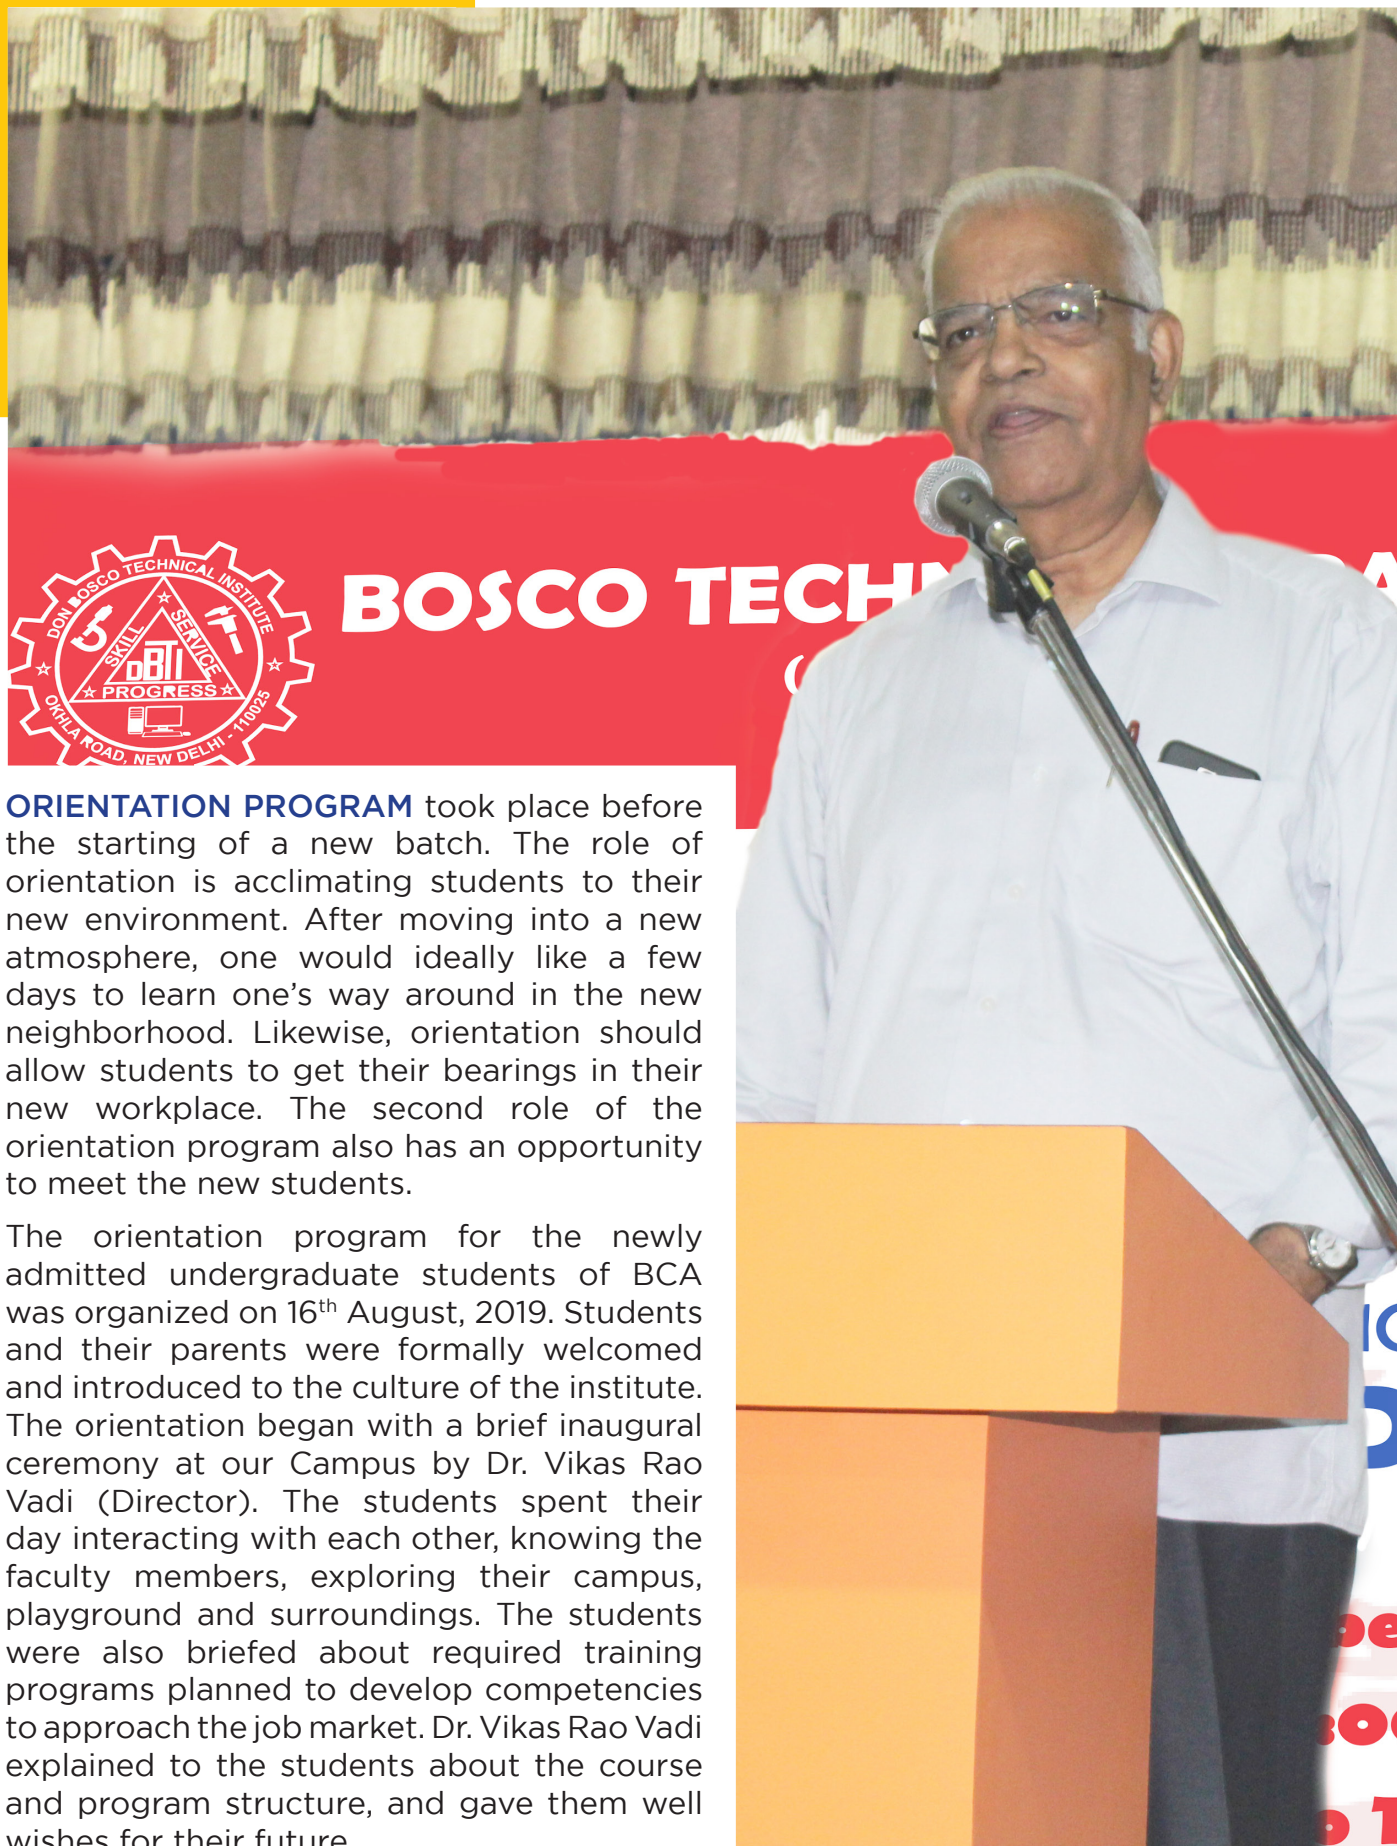 DON BOSCO TECHNICAL INSTITUTE
SKILL
SERVICE
DBTI
PROGRESS
OKHLA ROAD, NEW DELHI - 110025
BOSCO
ORIENTATION PROGRAM took place before
the starting of a new batch. The role of
orientation is acclimating students to their
new environment. After moving into a new
atmosphere, one would ideally like a few
days to learn one’s way around in the new
neighborhood. Likewise, orientation should
allow students to get their bearings in their
new workplace. The second role of the
orientation program also has an opportunity
to meet the new students.
The orientation program for the newly
admitted undergraduate students of BCA
was organized on 16th August, 2019. Students
and their parents were formally welcomed
and introduced to the culture of the institute.
The orientation began with a brief inaugural
ceremony at our Campus by Dr. Vikas Rao
Vadi (Director). The students spent their
day interacting with each other, knowing the
faculty members, exploring their campus,
playground and surroundings. The students
were also briefed about required training
programs planned to develop competencies
to approach the job market. Dr. Vikas Rao Vadi
explained to the students about the course
and program structure, and gave them well
wishes for their future.